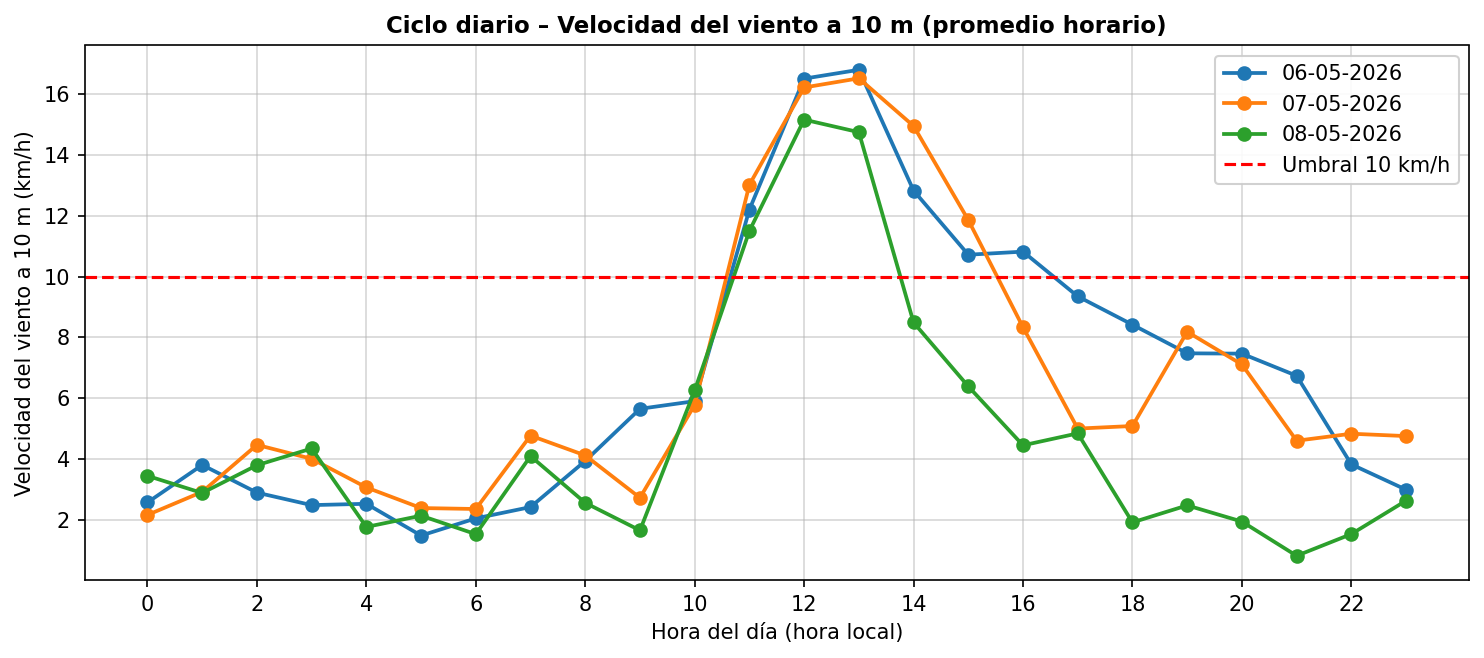 Ciclo diario – Velocidad del viento a 10 m (promedio horario)
Velocidad del viento a 10 m (km/h)
16
14
12
10
8
6
4
2
06-05-2026
07-05-2026
08-05-2026
Umbral 10 km/h
0 2 4 6 8 10 12 14 16 18 20 22
Hora del día (hora local)